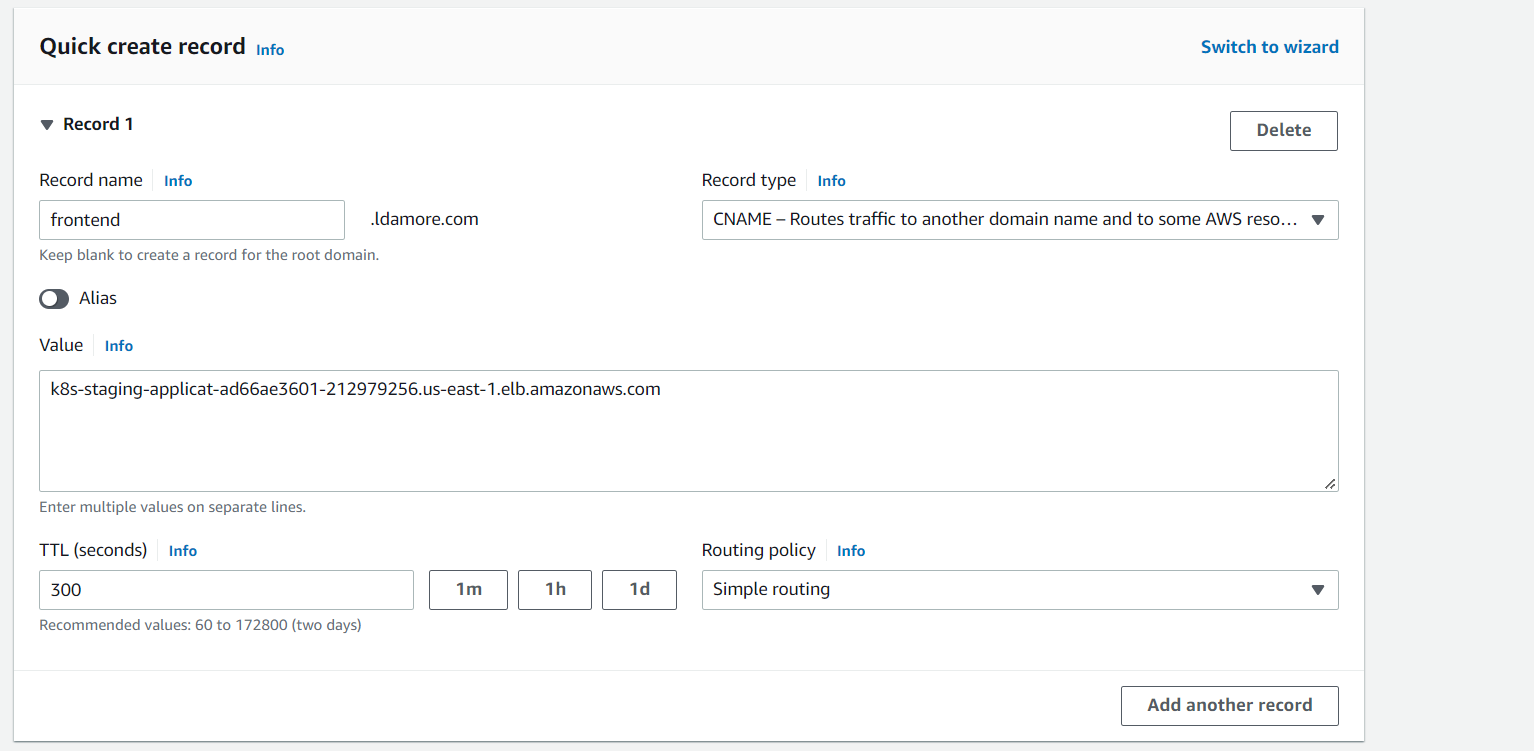 Quick create record Info
Switch to wizard
Record 1
Delete
Record name Info
Record type Info
frontend
.ldamore.com
CNAME – Routes traffic to another domain name and to some AWS reso...
Keep blank to create a record for the root domain.
Alias
Value Info
k8s-staging-applicat-ad66ae3601-212979256.us-east-1.elb.amazonaws.com
Enter multiple values on separate lines.
TTL (seconds) Info
Routing policy Info
300
1m
1h
1d
Simple routing
Recommended values: 60 to 172800 (two days)
Add another record